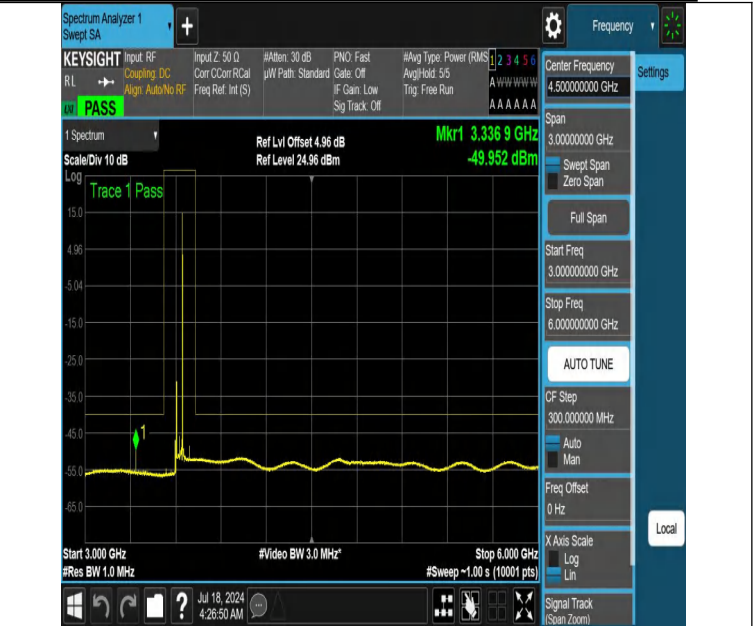 Spectrum Analyzer 1
Swept SA
+
Frequency
KEYSIGHT
RL
PASS
Input: RF
Coupling: DC
Align: Auto/No RF
Input Z: 50 Ω
Corr CCorr RCal
Freq Ref: Int (S)
#Atten: 30 dB
µW Path: Standard
PNO: Fast
Gate: Off
IF Gain: Low
Sig Track: Off
#Avg Type: Power (RMS
Avg|Hold: 5/5
Trig: Free Run
1 2 3 4 5 6
A W W W W W
A A A A A A
1 Spectrum
Scale/Div 10 dB
Log
Ref Lvl Offset 4.96 dB
Ref Level 24.96 dBm
Mkr1 3.336 9 GHz
-49.952 dBm
Trace 1 Pass
15.0
4.96
-5.04
-15.0
-25.0
-35.0
-45.0
-55.0
-65.0
1
Start 3.000 GHz
#Res BW 1.0 MHz
#Video BW 3.0 MHz*
Stop 6.000 GHz
#Sweep ~1.00 s (10001 pts)
Center Frequency
4.500000000 GHz
Settings
Span
3.00000000 GHz
Swept Span
Zero Span
Full Span
Start Freq
3.000000000 GHz
Stop Freq
6.000000000 GHz
AUTO TUNE
CF Step
300.000000 MHz
Auto
Man
Freq Offset
0 Hz
X Axis Scale
Log
Lin
Local
Signal Track
(Span Zoom)
?
Jul 18, 2024
4:26:50 AM